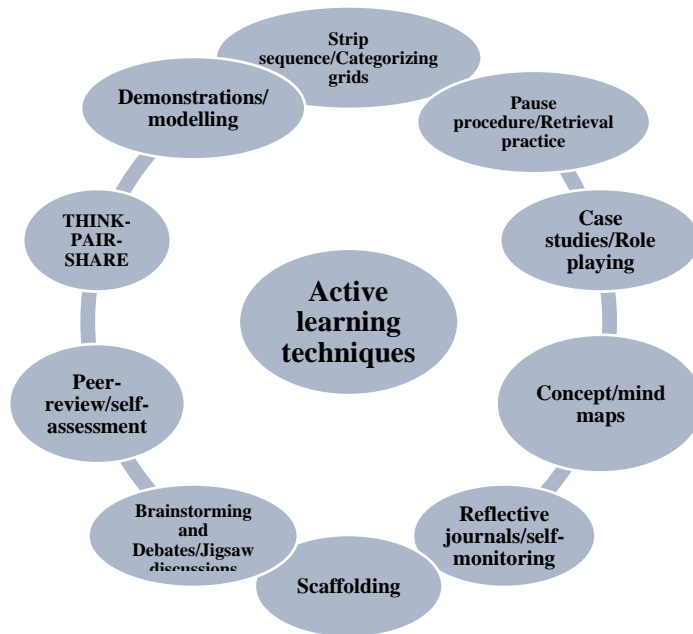 Strip
sequence/Categorizing
grids
Pause
procedure/Retrieval
practice
Case
studies/Role
playing
Concept/mind
maps
Reflective
journals/self-
monitoring
Scaffolding
Brainstorming
and
Debates/Jigsaw
discussions
Peer-
review/self-
assessment
THINK-
PAIR-
SHARE
Demonstrations/
modelling
Active
learning
techniques